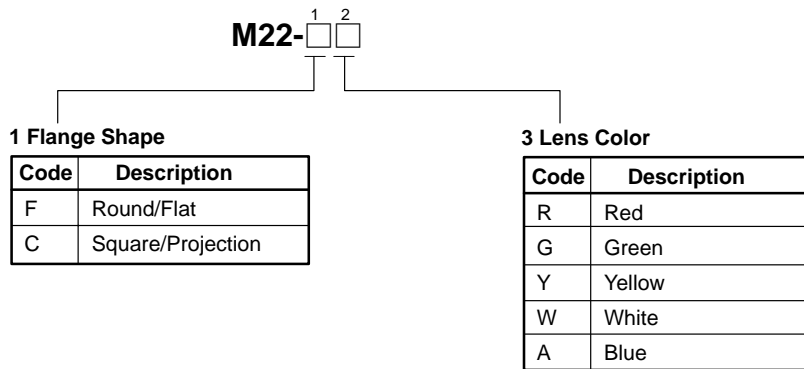 1 2
M22-
1 Flange Shape
Code Description
F Round/Flat
C Square/Projection
3 Lens Color
Code Description
R Red
G Green
Y Yellow
W White
A Blue